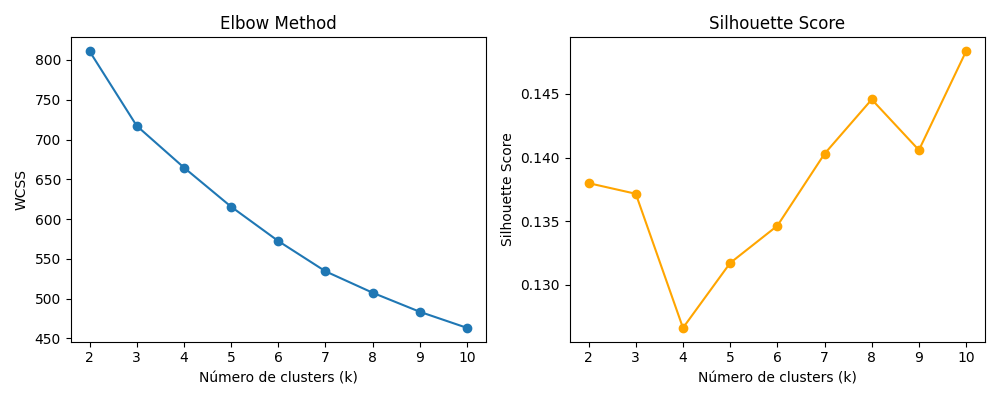 Elbow Method
WCSS
800
750
700
650
600
550
500
450
2 3 4 5 6 7 8 9 10
Número de clusters (k)
Silhouette Score
Silhouette Score
0.145
0.140
0.135
0.130
2 3 4 5 6 7 8 9 10
Número de clusters (k)